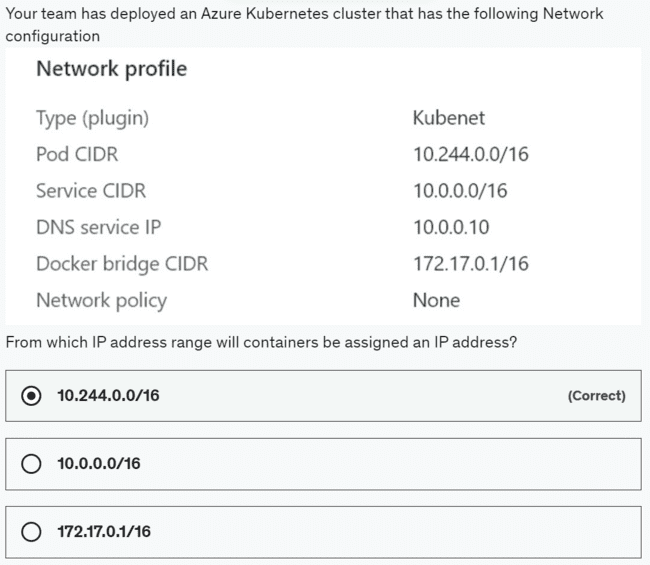 Your team has deployed an Azure Kubernetes cluster that has the following Network
configuration
Network profile
Type (plugin) Kubenet
Pod CIDR 10.244.0.0/16
Service CIDR 10.0.0.0/16
DNS service IP 10.0.0.10
Docker bridge CIDR 172.17.0.1/16
Network policy None
From which IP address range will containers be assigned an IP address?
10.244.0.0/16 (Correct)
10.0.0.0/16
172.17.0.1/16